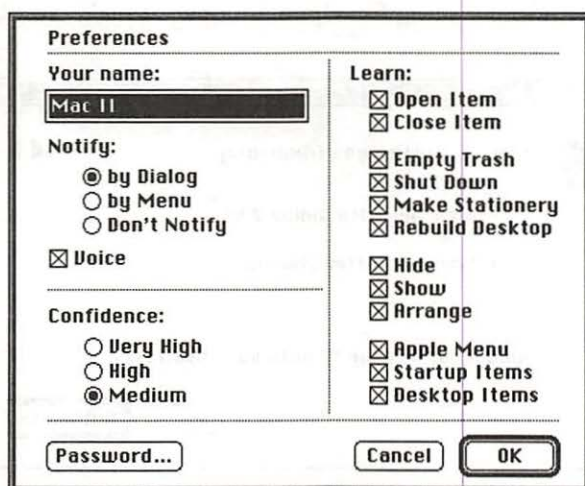 Preferences
Your name:
Mac II
Notify:
by Dialog
by Menu
Don't Notify
Voice
Confidence:
Very High
High
Medium
Learn:
Open Item
Close Item
Empty Trash
Shut Down
Make Stationery
Rebuild Desktop
Hide
Show
Arrange
Apple Menu
Startup Items
Desktop Items
Password...
Cancel
OK